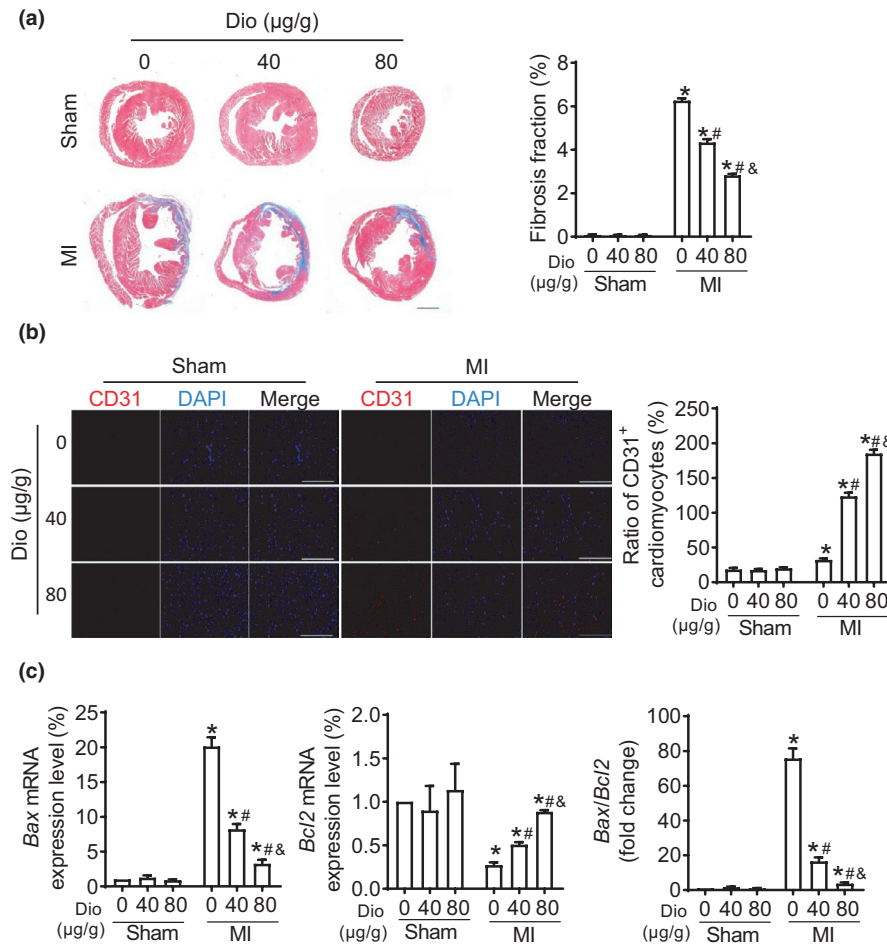 (a)
Dio (µg/g)
0 40 80
Sham
MI
Fibrosis fraction (%)
8
6
4
2
0
Dio 0 40 80 0 40 80
(µg/g) Sham MI
* *# *#&
(b)
Sham MI
CD31 DAPI Merge CD31 DAPI Merge
Dio (µg/g)
0
40
80
Ratio of CD31⁺
cardiomyocytes (%)
250
200
150
100
50
0
* *# *#&
Dio 0 40 80 0 40 80
(µg/g) Sham MI
(c)
Bax mRNA
expression level (%)
25
20
15
10
5
0
* *# *#&
Dio 0 40 80 0 40 80
(µg/g) Sham MI
Bcl2 mRNA
expression level (%)
2.0
1.5
1.0
0.5
0.0
* *# *#&
Dio 0 40 80 0 40 80
(µg/g) Sham MI
Bax/Bcl2
(fold change)
100
80
60
40
20
0
* *# *#&
Dio 0 40 80 0 40 80
(µg/g) Sham MI